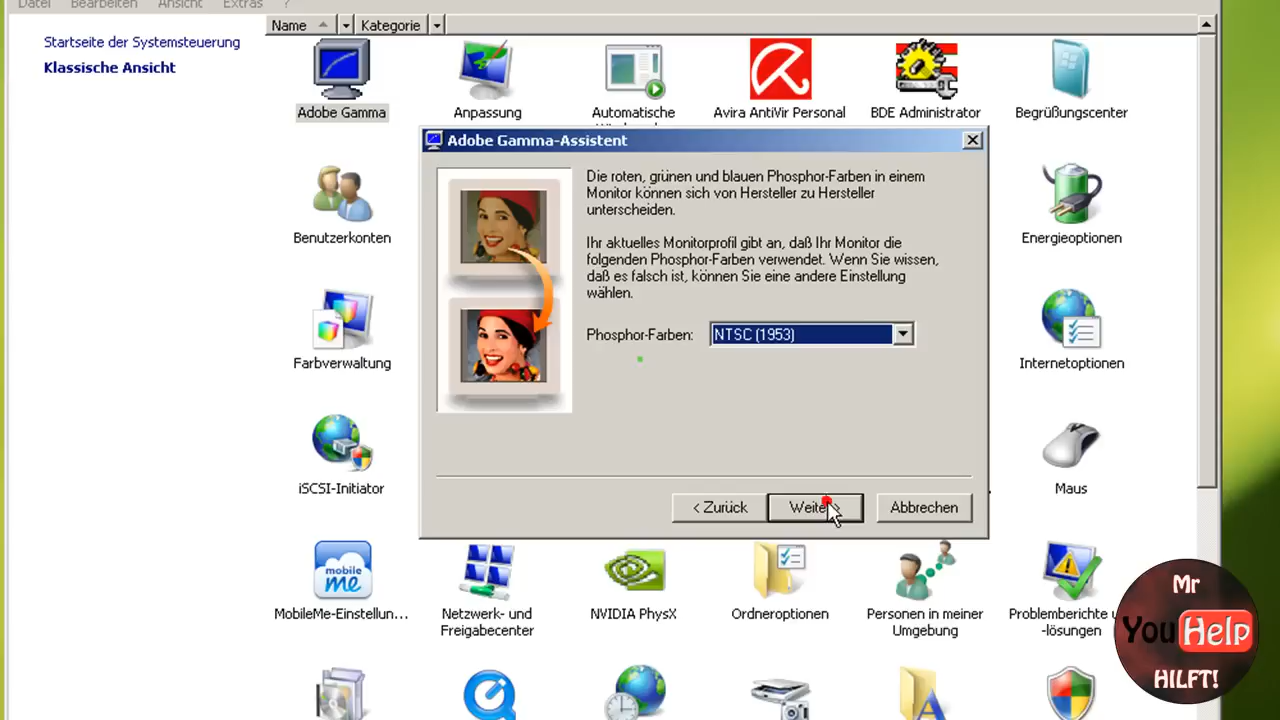 Datei Bearbeiten Ansicht Extras ?
Startseite der Systemsteuerung
Klassische Ansicht
Name Kategorie
Adobe Gamma
Anpassung
Automatische
Avira AntiVir Personal
BDE Administrator
Begrüßungscenter
Adobe Gamma-Assistent
Die roten, grünen und blauen Phosphor-Farben in einem
Monitor können sich von Hersteller zu Hersteller
unterscheiden.
Ihr aktuelles Monitorprofil gibt an, daß Ihr Monitor die
folgenden Phosphor-Farben verwendet. Wenn Sie wissen,
daß es falsch ist, können Sie eine andere Einstellung
wählen.
Phosphor-Farben: NTSC (1953)
< Zurück
Weiter >
Abbrechen
Benutzerkonten
Energieoptionen
Farbverwaltung
Internetoptionen
iSCSI-Initiator
Maus
mobile
me
MobileMe-Einstellun...
Netzwerk- und
Freigabecenter
NVIDIA PhysX
Ordneroptionen
Personen in meiner
Umgebung
Problemberichte
-lösungen
Mr
YouHelp
HILFT!